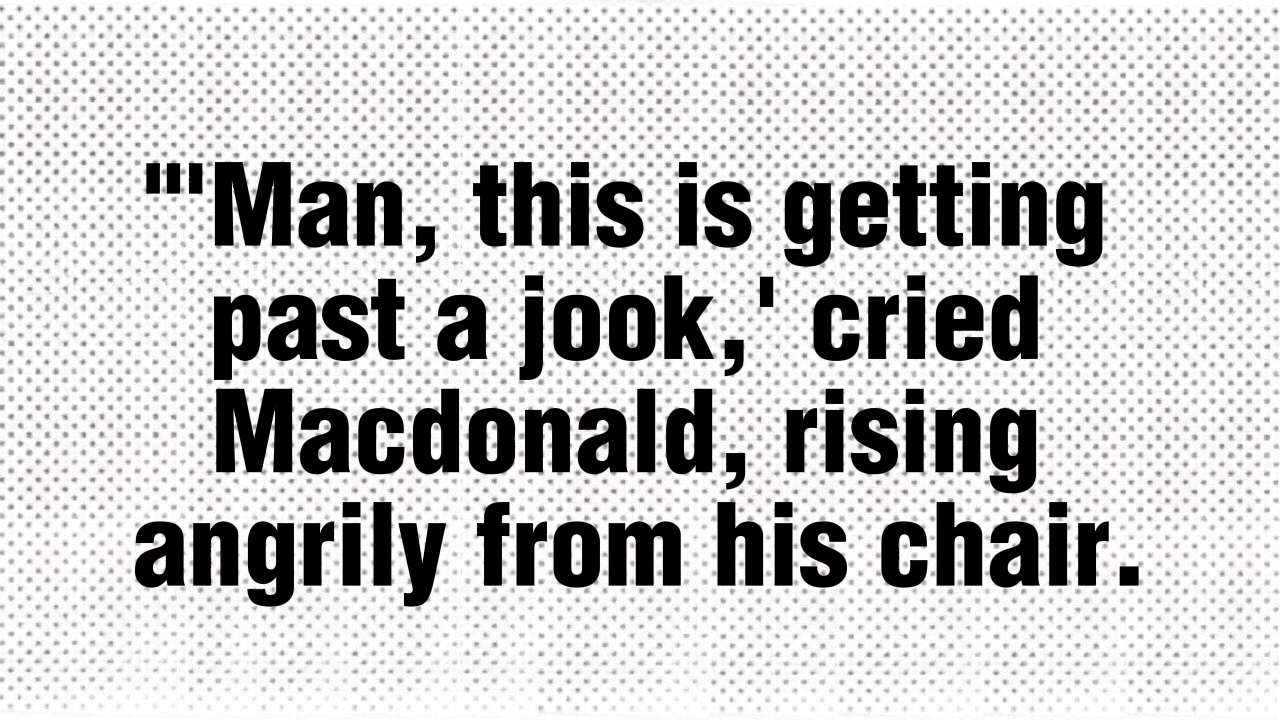 "'Man, this is getting
past a jook,' cried
Macdonald, rising
angrily from his chair.